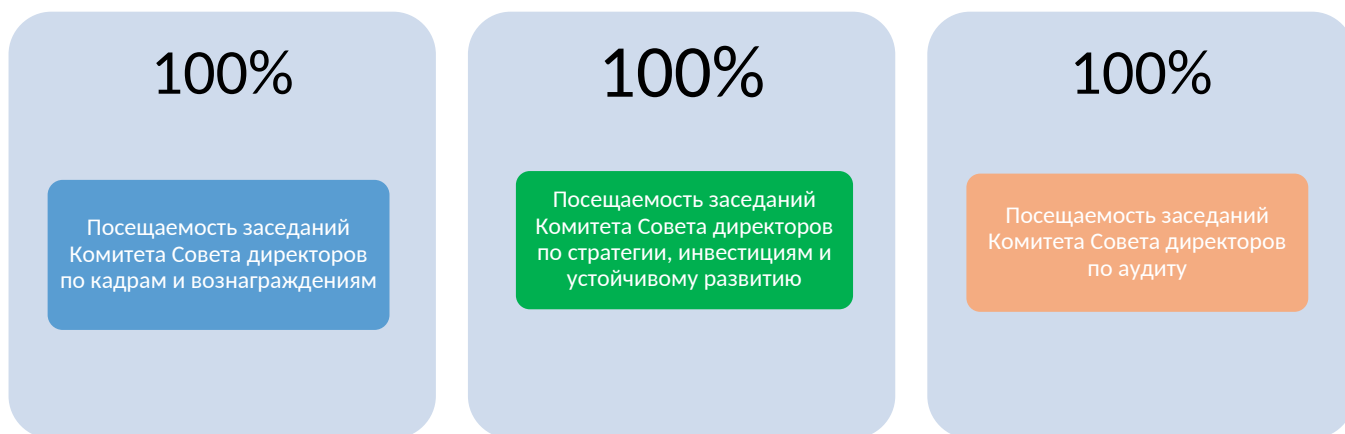 100%
Посещаемость заседаний
Комитета Совета директоров
по кадрам и вознаграждениям
100%
Посещаемость заседаний
Комитета Совета директоров
по стратегии, инвестициям и
устойчивому развитию
100%
Посещаемость заседаний
Комитета Совета директоров
по аудиту